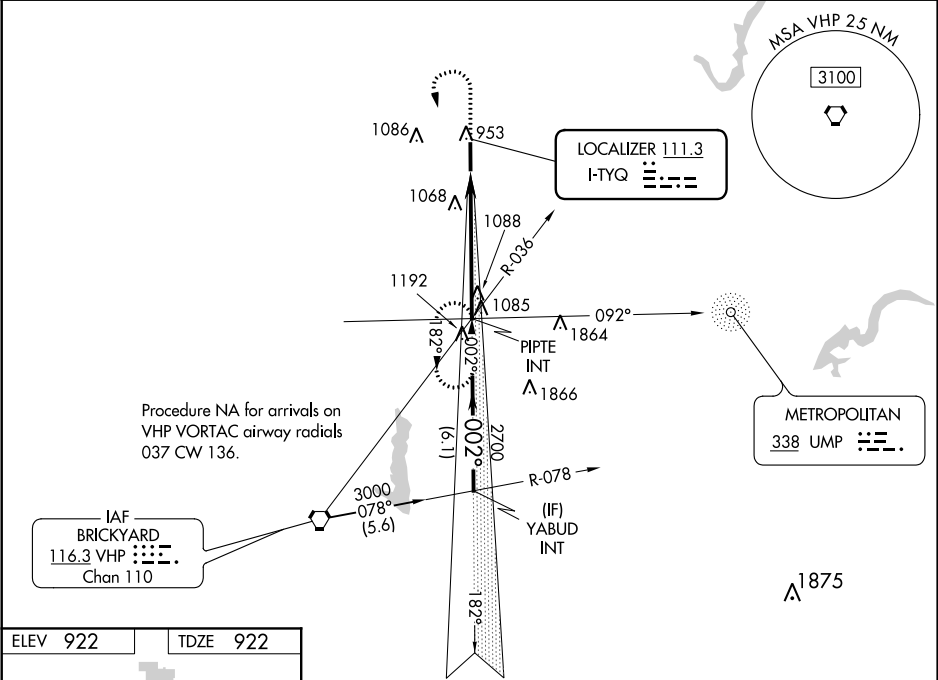 MSA VHP 25 NM
3100
1086
953
LOCALIZER 111.3
I-TYQ
1068
1088
R-036
1192
1085
092°
1864
182°
002°
PIPTE
INT
1866
Procedure NA for arrivals on
VHP VORTAC airway radials
037 CW 136.
METROPOLITAN
338 UMP
002°
2700
(6.1)
R-078
3000
078°
(5.6)
(IF)
YABUD
INT
IAF
BRICKYARD
116.3 VHP
Chan 110
182°
1875
ELEV 922
TDZE 922